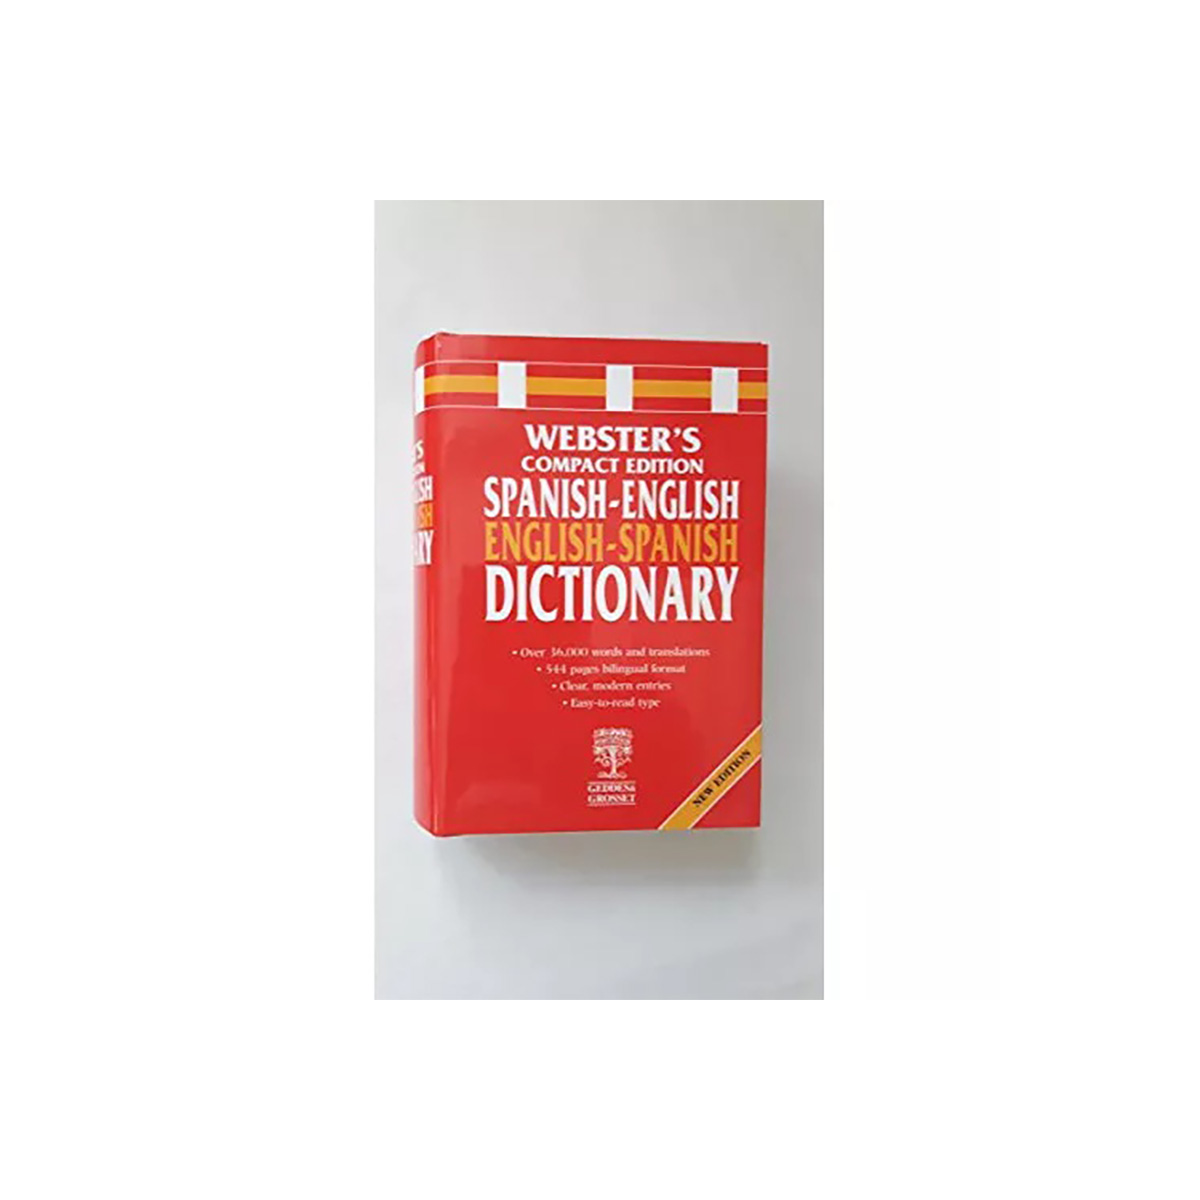 WEBSTER'S
COMPACT EDITION
SPANISH-ENGLISH
ENGLISH-SPANISH
DICTIONARY
• Over 36,000 words and translations
• 544 pages bilingual format
• Clear, modern entries
• Easy-to-read type
GEDDES&
GROSSET
NEW EDITION